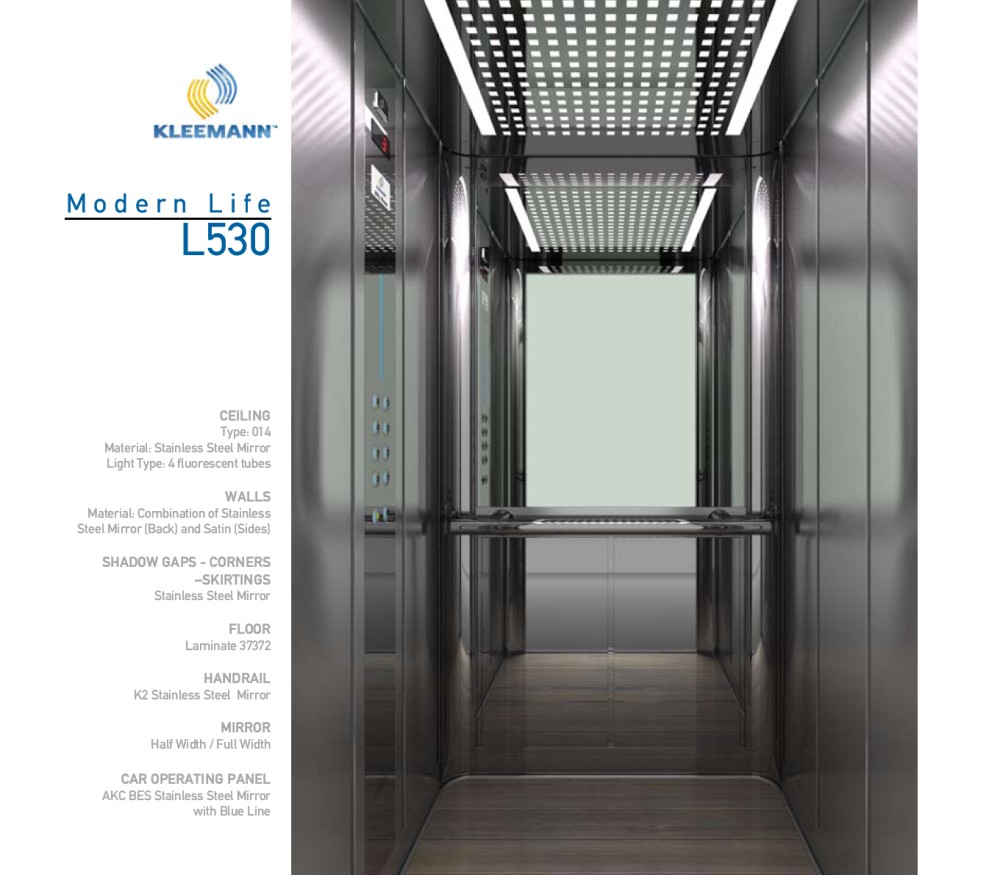 KLEEMANN™
Modern Life
L530
CEILING
Type: 014
Material: Stainless Steel Mirror
Light Type: 4 fluorescent tubes
WALLS
Material: Combination of Stainless
Steel Mirror (Back) and Satin (Sides)
SHADOW GAPS - CORNERS
–SKIRTINGS
Stainless Steel Mirror
FLOOR
Laminate 37372
HANDRAIL
K2 Stainless Steel Mirror
MIRROR
Half Width / Full Width
CAR OPERATING PANEL
AKC BES Stainless Steel Mirror
with Blue Line